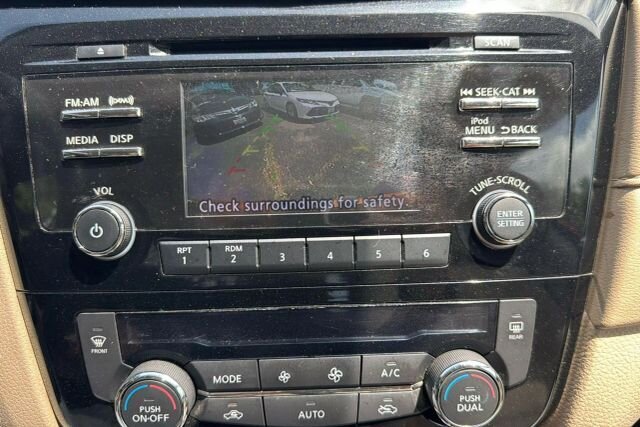 SCAN
FM·AM
SEEK·CAT
MEDIA DISP
iPod
MENU BACK
VOL
TUNE·SCROLL
ENTER
SETTING
Check surroundings for safety.
RPT
1
RDM
2
3
4
5
6
FRONT
REAR
MODE
A/C
PUSH
ON·OFF
AUTO
PUSH
DUAL